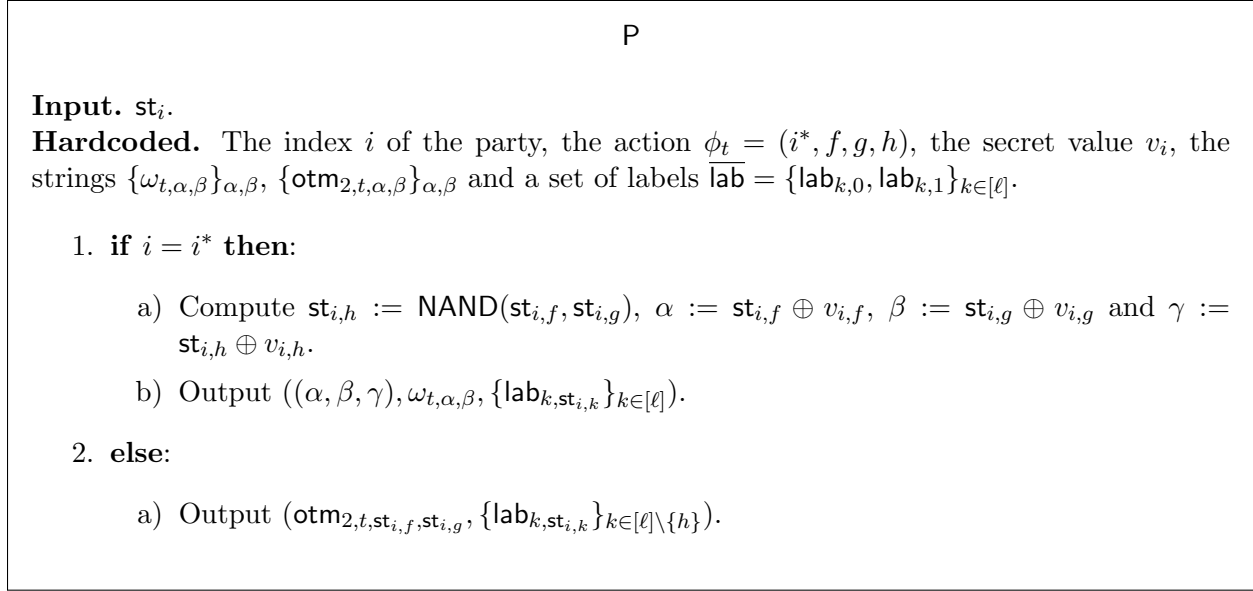 P
Input. st_i.
Hardcoded. The index i of the party, the action ϕ_t = (i*, f, g, h), the secret value v_i, the
strings {ω_{t,α,β}}_{α,β}, {otm_{2,t,α,β}}_{α,β} and a set of labels \overline{lab} = {lab_{k,0}, lab_{k,1}}_{k∈[ℓ]}.
1. if i = i* then:
a) Compute st_{i,h} := NAND(st_{i,f}, st_{i,g}), α := st_{i,f} ⊕ v_{i,f}, β := st_{i,g} ⊕ v_{i,g} and γ :=
st_{i,h} ⊕ v_{i,h}.
b) Output ((α, β, γ), ω_{t,α,β}, {lab_{k,st_{i,k}}}_{k∈[ℓ]}).
2. else:
a) Output (otm_{2,t,st_{i,f},st_{i,g}}, {lab_{k,st_{i,k}}}_{k∈[ℓ]\{h}}).